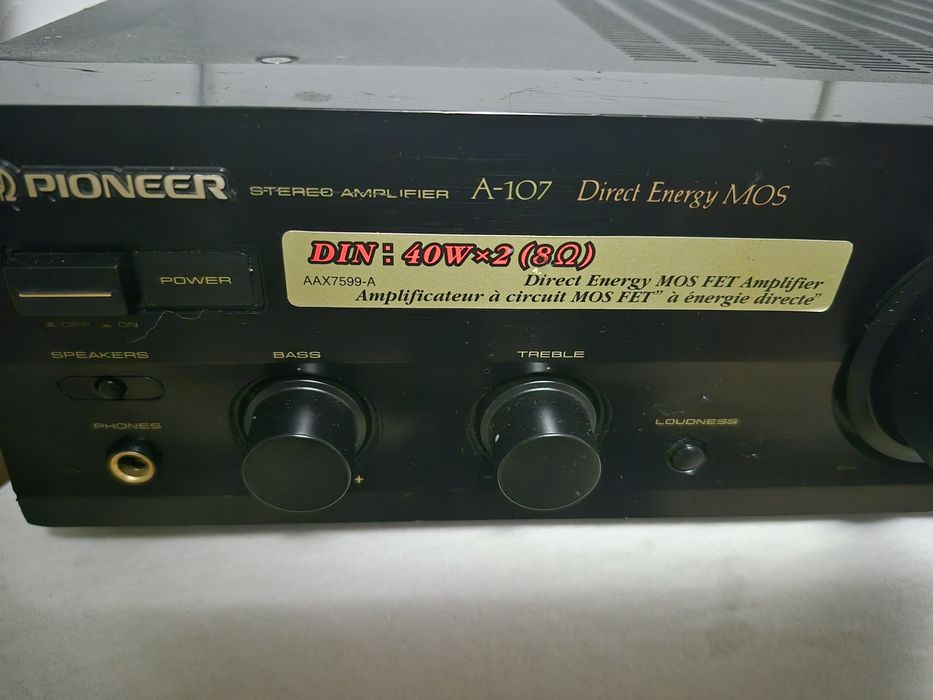 PIONEER STEREO AMPLIFIER A-107 Direct Energy MOS
DIN : 40W×2 (8Ω)
AAX7599-A Direct Energy MOS FET Amplifier
Amplificateur à circuit MOS FET" à énergie directe"
POWER
OFF ON
SPEAKERS
BASS
TREBLE
PHONES
LOUDNESS
+